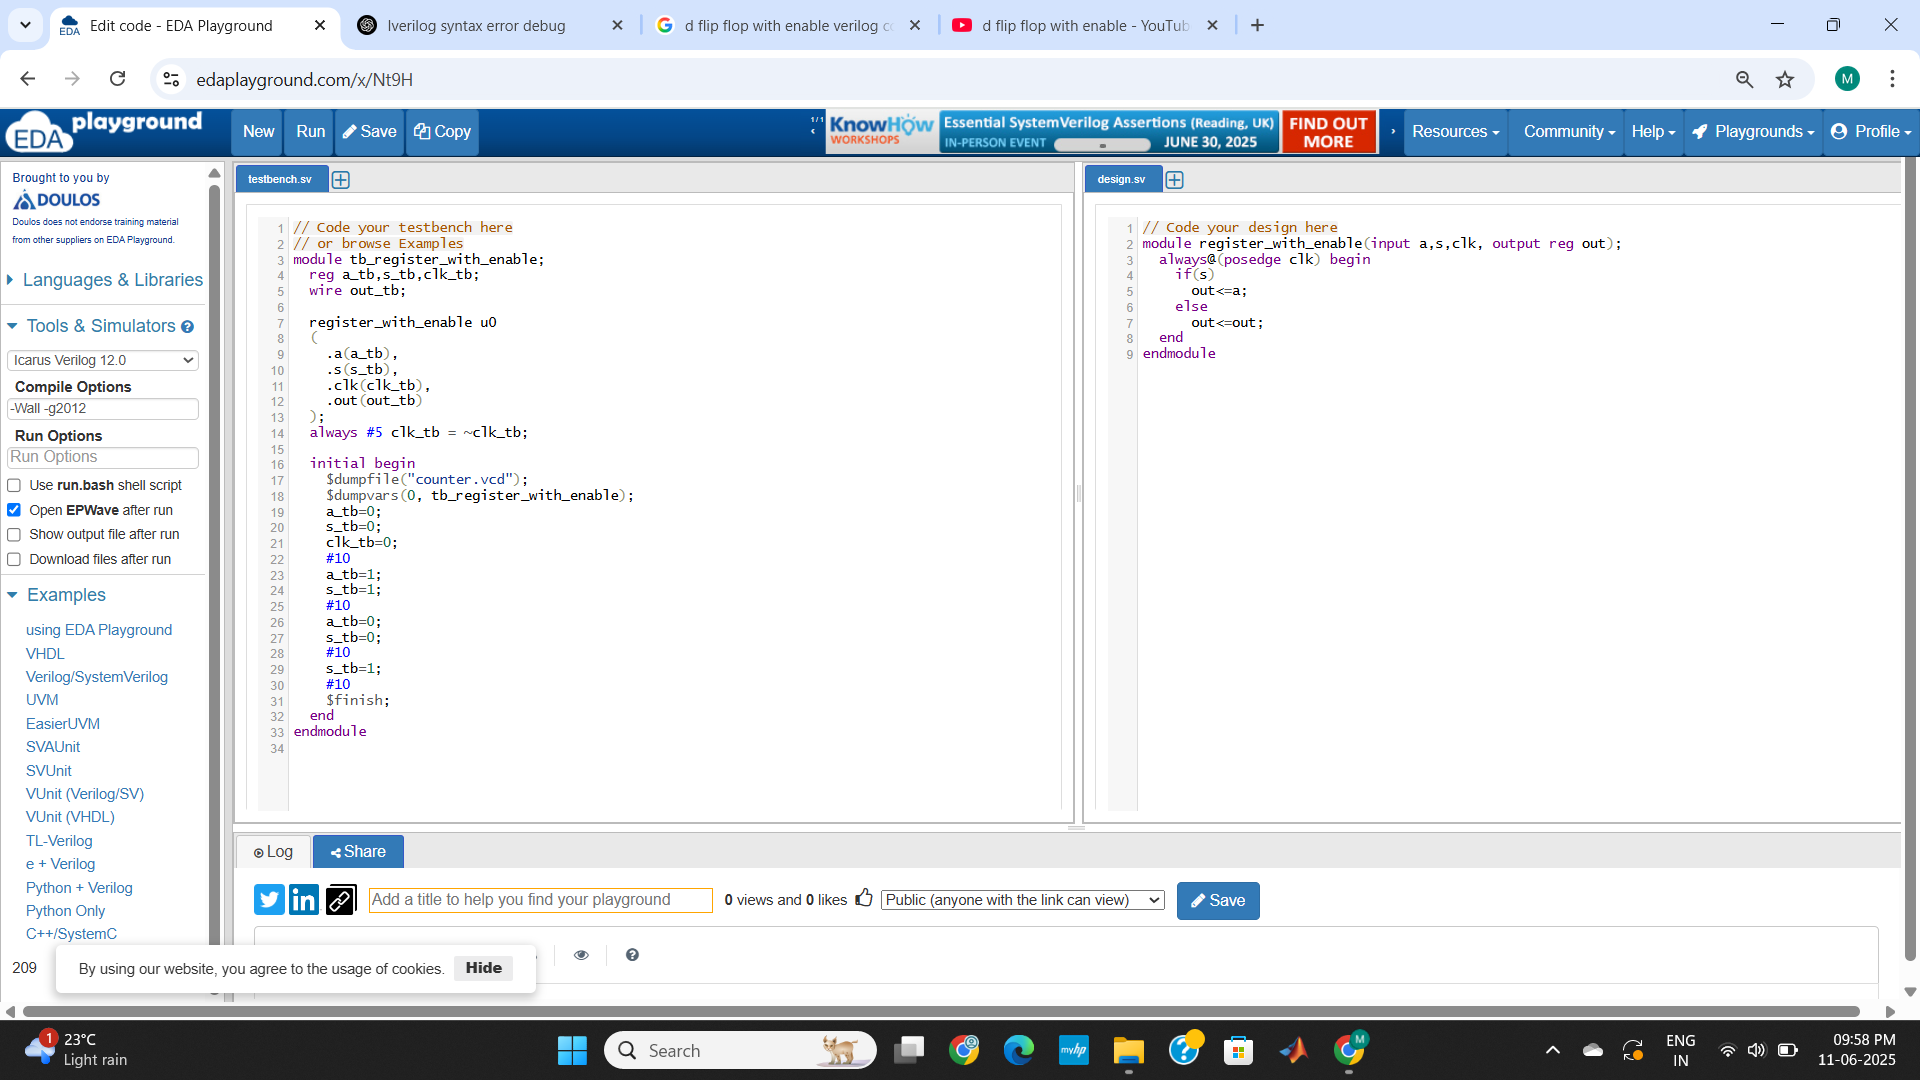 Edit code - EDA Playground
Iverilog syntax error debug
d flip flop with enable verilog c
d flip flop with enable - YouTub
edaplayground.com/x/Nt9H
M
EDA playground
New
Run
Save
Copy
1/1
KnowHow WORKSHOPS
Essential SystemVerilog Assertions (Reading, UK)
IN-PERSON EVENT
JUNE 30, 2025
FIND OUT MORE
Resources
Community
Help
Playgrounds
Profile
Brought to you by
DOULOS
Doulos does not endorse training material
from other suppliers on EDA Playground.
Languages & Libraries
Tools & Simulators
Icarus Verilog 12.0
Compile Options
-Wall -g2012
Run Options
Run Options
Use run.bash shell script
Open EPWave after run
Show output file after run
Download files after run
Examples
using EDA Playground
VHDL
Verilog/SystemVerilog
UVM
EasierUVM
SVAUnit
SVUnit
VUnit (Verilog/SV)
VUnit (VHDL)
TL-Verilog
e + Verilog
Python + Verilog
Python Only
C++/SystemC
209
testbench.sv
1 // Code your testbench here
2 // or browse Examples
3 module tb_register_with_enable;
4 reg a_tb,s_tb,clk_tb;
5 wire out_tb;
6
7 register_with_enable u0
8 (
9 .a(a_tb),
10 .s(s_tb),
11 .clk(clk_tb),
12 .out(out_tb)
13 );
14 always #5 clk_tb = ~clk_tb;
15
16 initial begin
17 $dumpfile("counter.vcd");
18 $dumpvars(0, tb_register_with_enable);
19 a_tb=0;
20 s_tb=0;
21 clk_tb=0;
22 #10
23 a_tb=1;
24 s_tb=1;
25 #10
26 a_tb=0;
27 s_tb=0;
28 #10
29 s_tb=1;
30 #10
31 $finish;
32 end
33 endmodule
34
design.sv
1 // Code your design here
2 module register_with_enable(input a,s,clk, output reg out);
3 always@(posedge clk) begin
4 if(s)
5 out<=a;
6 else
7 out<=out;
8 end
9 endmodule
Log
Share
Add a title to help you find your playground
0 views and 0 likes
Public (anyone with the link can view)
Save
By using our website, you agree to the usage of cookies.
Hide
1
23°C
Light rain
Search
myhp
M
ENG
IN
09:58 PM
11-06-2025